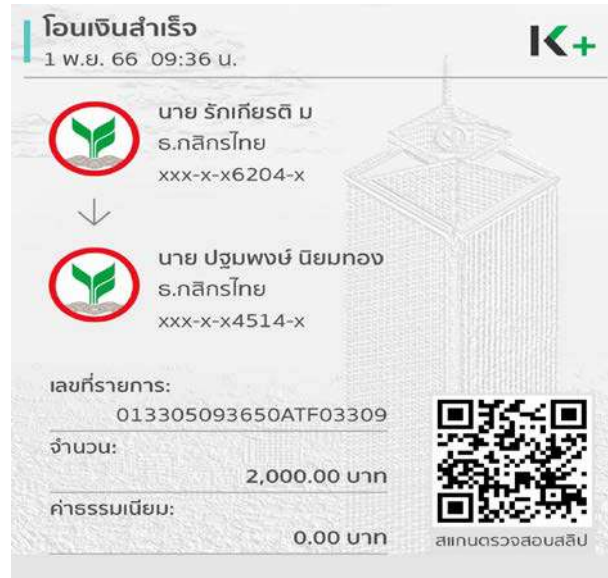 โอนเงินสำเร็จ
1 พ.ย. 66 09:36 น.
K+
นาย รักเกียรติ ม
ธ.กสิกรไทย
xxx-x-x6204-x
นาย ปฐมพงษ์ นิยมทอง
ธ.กสิกรไทย
xxx-x-x4514-x
เลขที่รายการ:
013305093650ATF03309
จำนวน:
2,000.00 บาท
ค่าธรรมเนียม:
0.00 บาท
สแกนตรวจสอบสลิป